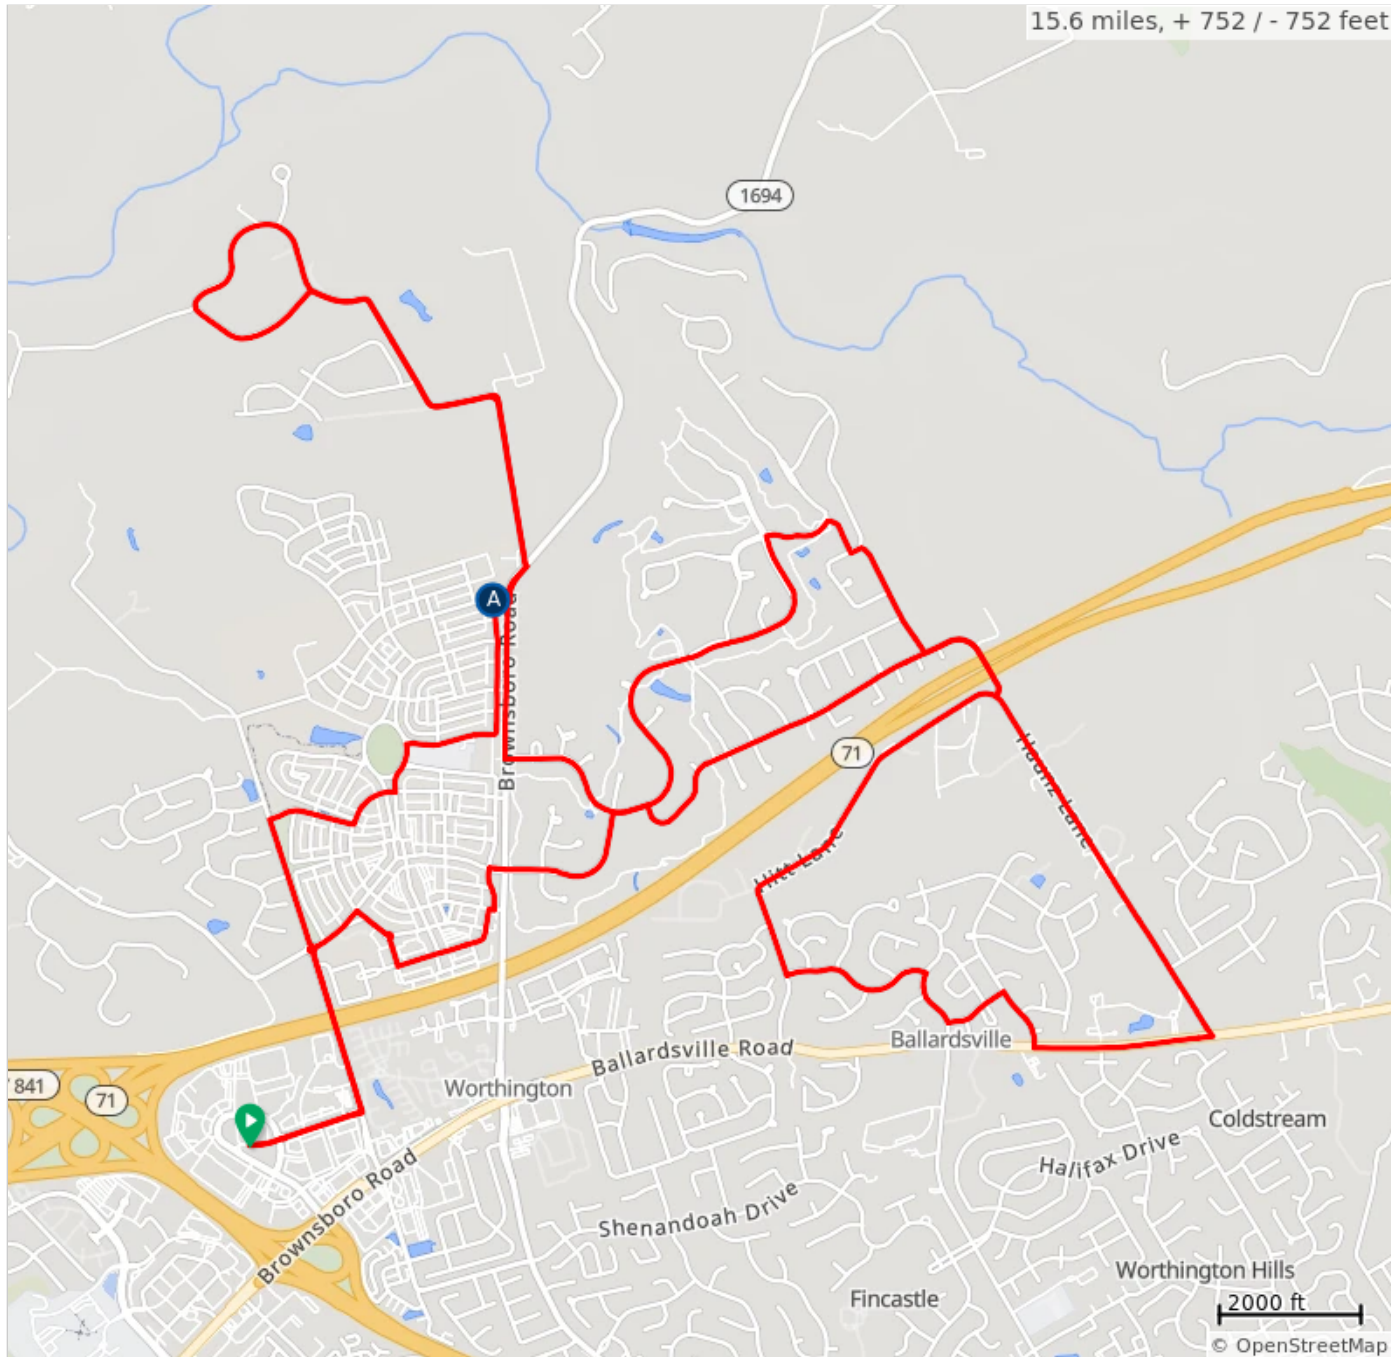 15.6 miles, + 752 / - 752 feet
1694
A
Brownsboro Road
71
Haunz Lane
Hitt Lane
Ballardsville
Ballardsville Road
841
71
Worthington
Coldstream
Halifax Drive
Brownsboro Road
Shenandoah Drive
Worthington Hills
Fincastle
2000 ft
© OpenStreetMap